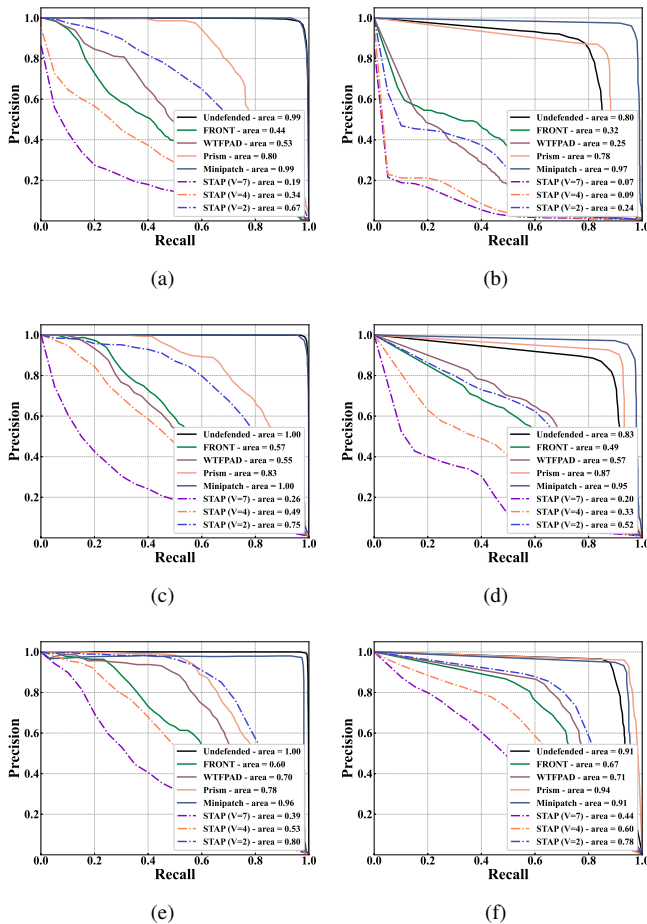 1.0
0.8
0.6
0.4
0.2
Precision
Undefended - area = 0.99
FRONT - area = 0.44
WTFPAD - area = 0.53
Prism - area = 0.80
Minipatch - area = 0.99
STAP (V=7) - area = 0.19
STAP (V=4) - area = 0.34
STAP (V=2) - area = 0.67
0.0 0.2 0.4 0.6 0.8 1.0
Recall
(a)
1.0
0.8
0.6
0.4
0.2
Precision
Undefended - area = 0.80
FRONT - area = 0.32
WTFPAD - area = 0.25
Prism - area = 0.78
Minipatch - area = 0.97
STAP (V=7) - area = 0.07
STAP (V=4) - area = 0.09
STAP (V=2) - area = 0.24
0.0 0.2 0.4 0.6 0.8 1.0
Recall
(b)
1.0
0.8
0.6
0.4
0.2
Precision
Undefended - area = 1.00
FRONT - area = 0.57
WTFPAD - area = 0.55
Prism - area = 0.83
Minipatch - area = 1.00
STAP (V=7) - area = 0.26
STAP (V=4) - area = 0.49
STAP (V=2) - area = 0.75
0.0 0.2 0.4 0.6 0.8 1.0
Recall
(c)
1.0
0.8
0.6
0.4
0.2
Precision
Undefended - area = 0.83
FRONT - area = 0.49
WTFPAD - area = 0.57
Prism - area = 0.87
Minipatch - area = 0.95
STAP (V=7) - area = 0.20
STAP (V=4) - area = 0.33
STAP (V=2) - area = 0.52
0.0 0.2 0.4 0.6 0.8 1.0
Recall
(d)
1.0
0.8
0.6
0.4
0.2
Precision
Undefended - area = 1.00
FRONT - area = 0.60
WTFPAD - area = 0.70
Prism - area = 0.78
Minipatch - area = 0.96
STAP (V=7) - area = 0.39
STAP (V=4) - area = 0.53
STAP (V=2) - area = 0.80
0.0 0.2 0.4 0.6 0.8 1.0
Recall
(e)
1.0
0.8
0.6
0.4
0.2
Precision
Undefended - area = 0.91
FRONT - area = 0.67
WTFPAD - area = 0.71
Prism - area = 0.94
Minipatch - area = 0.91
STAP (V=7) - area = 0.44
STAP (V=4) - area = 0.60
STAP (V=2) - area = 0.78
0.0 0.2 0.4 0.6 0.8 1.0
Recall
(f)